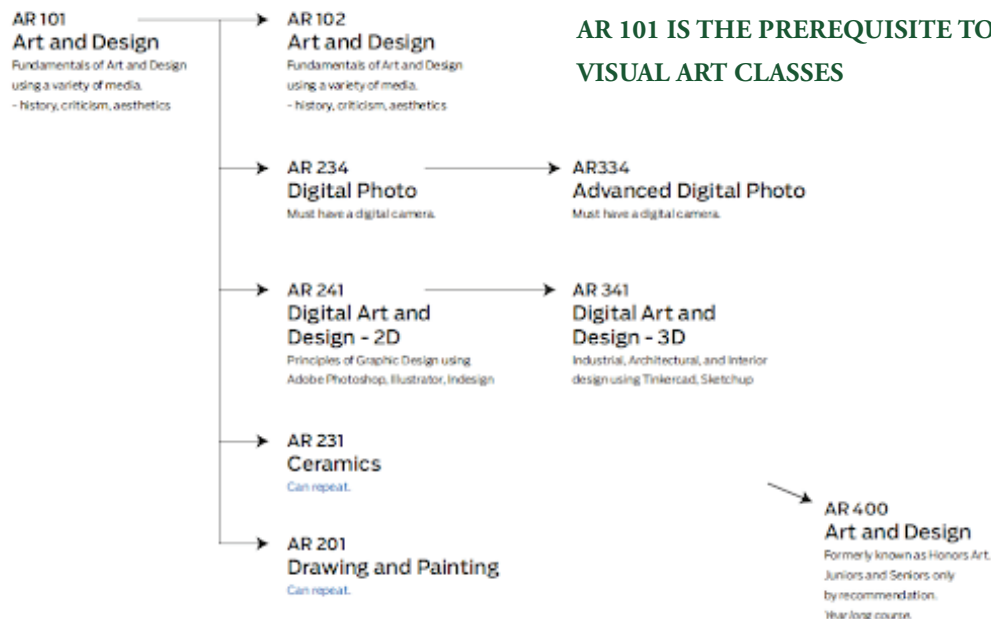 AR 101
Art and Design
Fundamentals of Art and Design
using a variety of media.
- history, criticism, aesthetics
AR 102
Art and Design
Fundamentals of Art and Design
using a variety of media.
- history, criticism, aesthetics
AR 101 IS THE PREREQUISITE TO
VISUAL ART CLASSES
AR 234
Digital Photo
Must have a digital camera.
AR334
Advanced Digital Photo
Must have a digital camera.
AR 241
Digital Art and
Design - 2D
Principles of Graphic Design using
Adobe Photoshop, Illustrator, Indesign
AR 341
Digital Art and
Design - 3D
Industrial, Architectural, and Interior
design using Tinkercad, Sketchup
AR 231
Ceramics
Can repeat.
AR 201
Drawing and Painting
Can repeat.
AR 400
Art and Design
Formerly known as Honors Art.
Juniors and Seniors only
by recommendation.
Year long course.